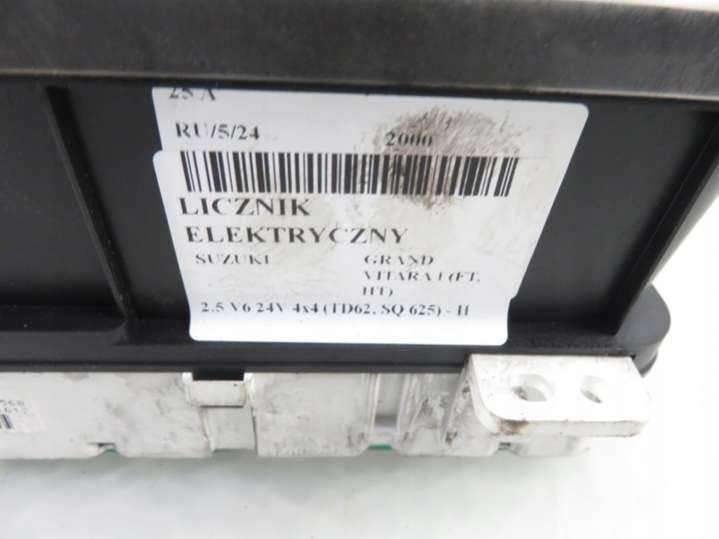 25 A
RU/5/24 2000
LICZNIK
ELEKTRYCZNY
SUZUKI GRAND
VITARA I (FT,
HT)
2.5 V6 24V 4x4 (TD62, SQ 625) - II